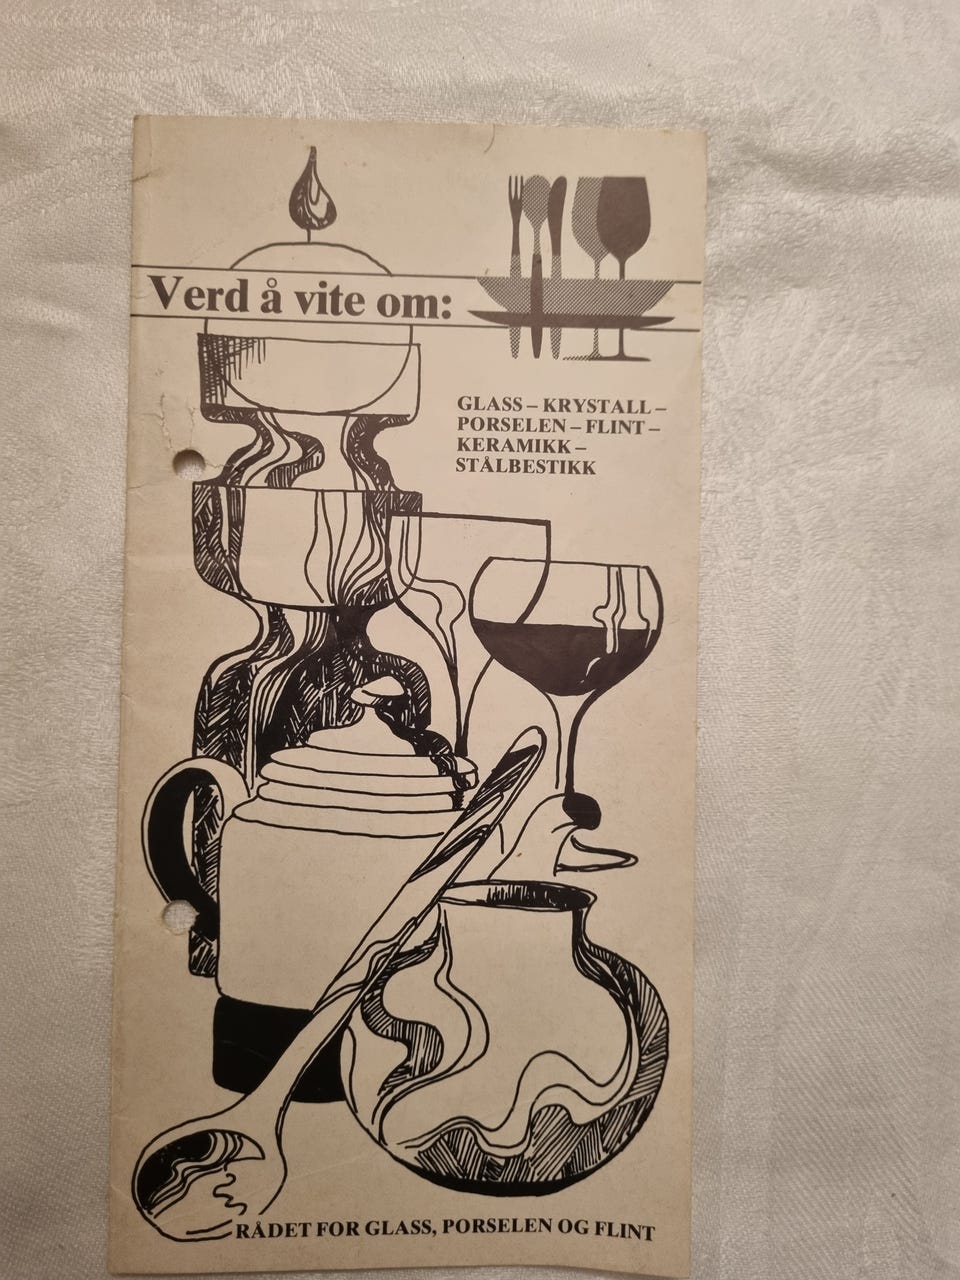 Verd å vite om:
GLASS – KRYSTALL –
PORSELEN – FLINT –
KERAMIKK –
STÅLBESTIKK
RÅDET FOR GLASS, PORSELEN OG FLINT